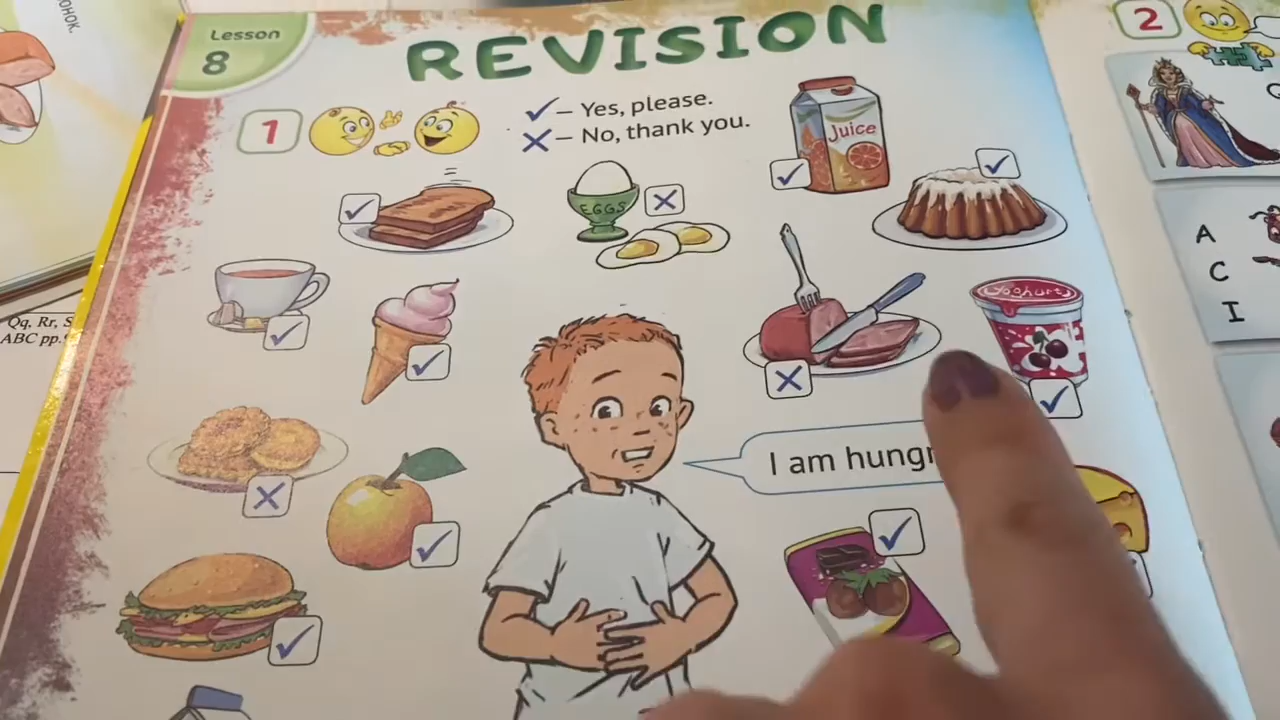 ОНОК.
Lesson
8
REVISION
1
✓ – Yes, please.
✗ – No, thank you.
Juice
EGGS
Yoghurt
I am hungr
Qq, Rr, S
ABC pp.
2
A
C
I